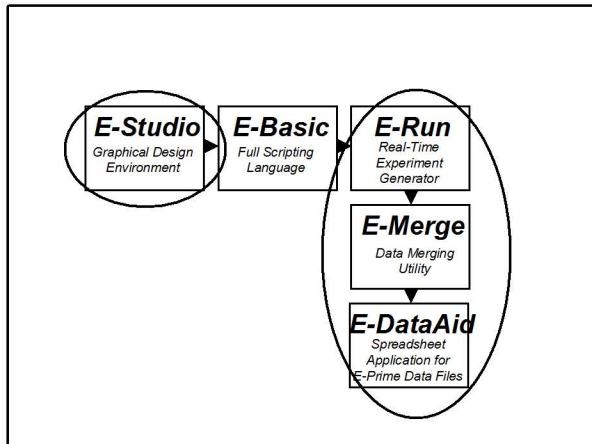 E-Studio
Graphical Design
Environment
E-Basic
Full Scripting
Language
E-Run
Real-Time
Experiment
Generator
E-Merge
Data Merging
Utility
E-DataAid
Spreadsheet
Application for
E-Prime Data Files